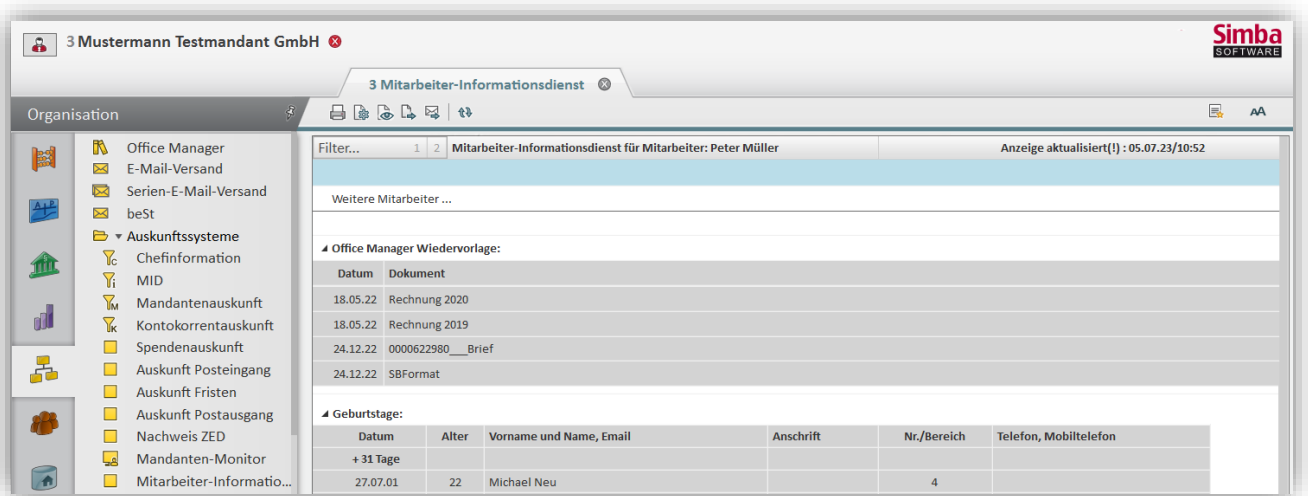 3 Mustermann Testmandant GmbH
Simba
SOFTWARE
3 Mitarbeiter-Informationsdienst
Organisation
AA
Office Manager
E-Mail-Versand
Serien-E-Mail-Versand
beSt
Auskunftssysteme
Chefinformation
MID
Mandantenauskunft
Kontokorrentauskunft
Spendenauskunft
Auskunft Posteingang
Auskunft Fristen
Auskunft Postausgang
Nachweis ZED
Mandanten-Monitor
Mitarbeiter-Informatio...
Filter... 1 2 Mitarbeiter-Informationsdienst für Mitarbeiter: Peter Müller Anzeige aktualisiert(!) : 05.07.23/10:52
Weitere Mitarbeiter ...
Office Manager Wiedervorlage:
Datum Dokument
18.05.22 Rechnung 2020
18.05.22 Rechnung 2019
24.12.22 0000622980___Brief
24.12.22 SBFormat
Geburtstage:
Datum Alter Vorname und Name, Email Anschrift Nr./Bereich Telefon, Mobiltelefon
+ 31 Tage
27.07.01 22 Michael Neu 4